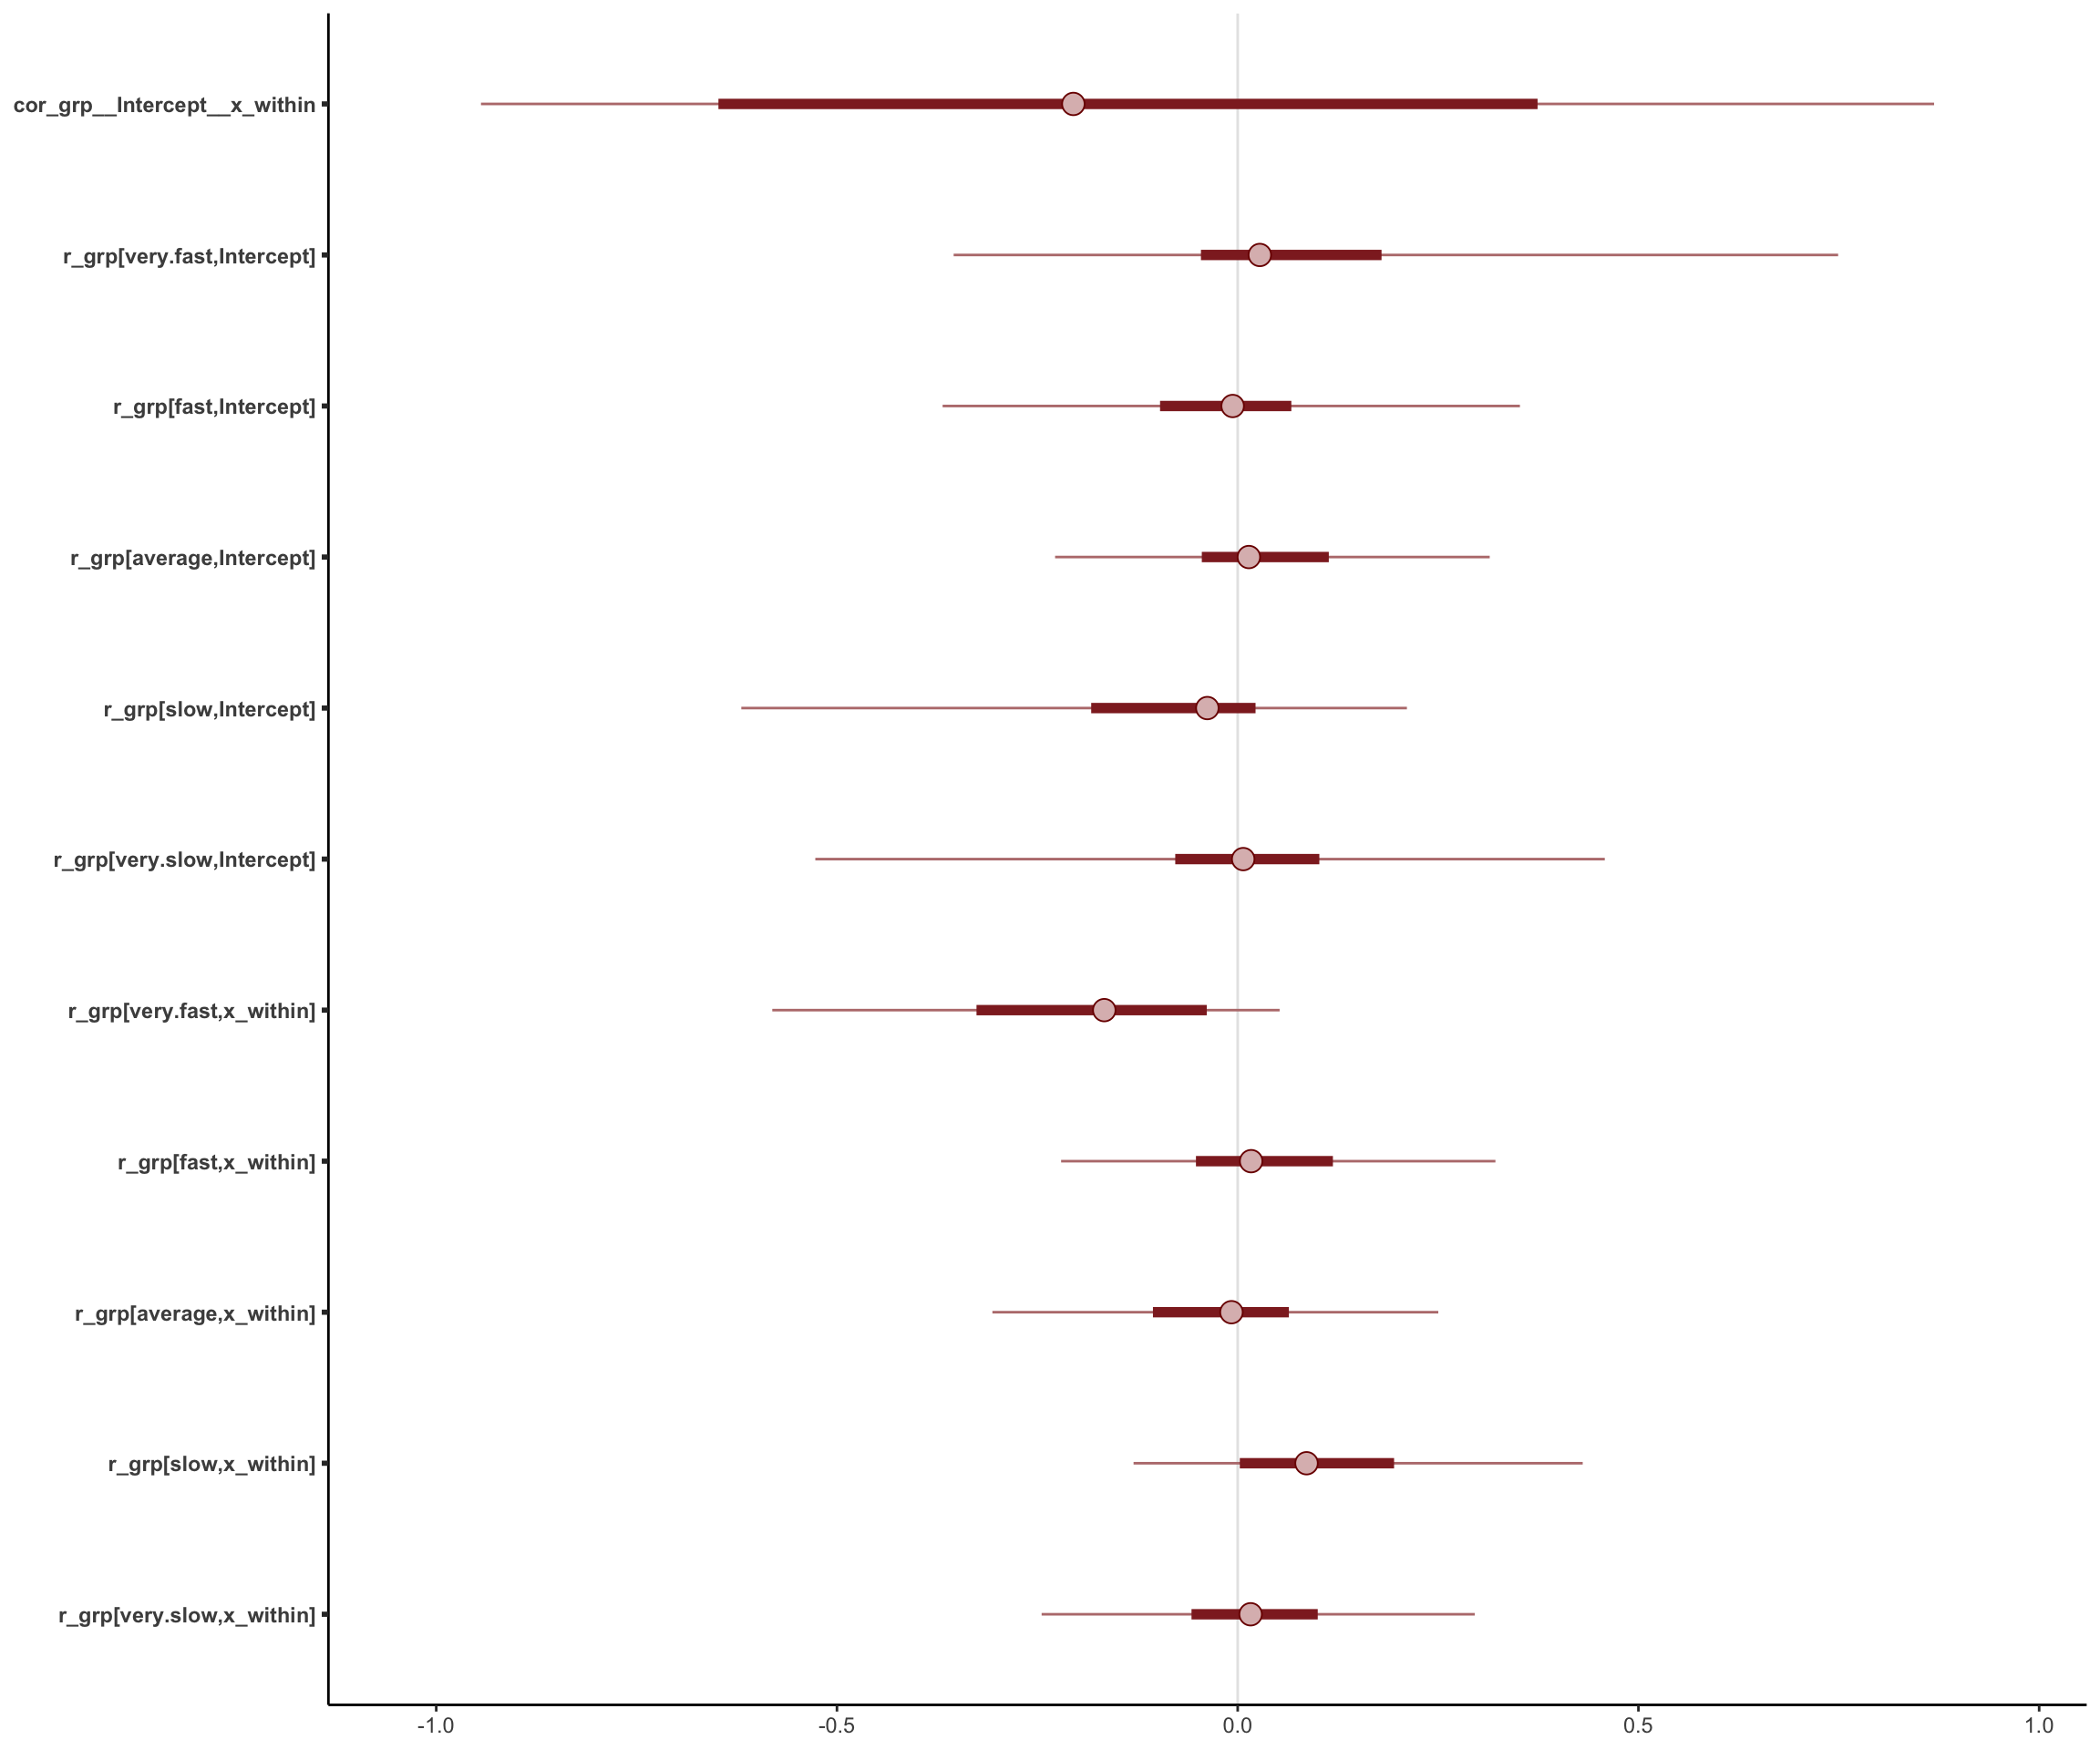 cor_grp__Intercept__x_within
r_grp[very.fast,Intercept]
r_grp[fast,Intercept]
r_grp[average,Intercept]
r_grp[slow,Intercept]
r_grp[very.slow,Intercept]
r_grp[very.fast,x_within]
r_grp[fast,x_within]
r_grp[average,x_within]
r_grp[slow,x_within]
r_grp[very.slow,x_within]
-1.0 -0.5 0.0 0.5 1.0